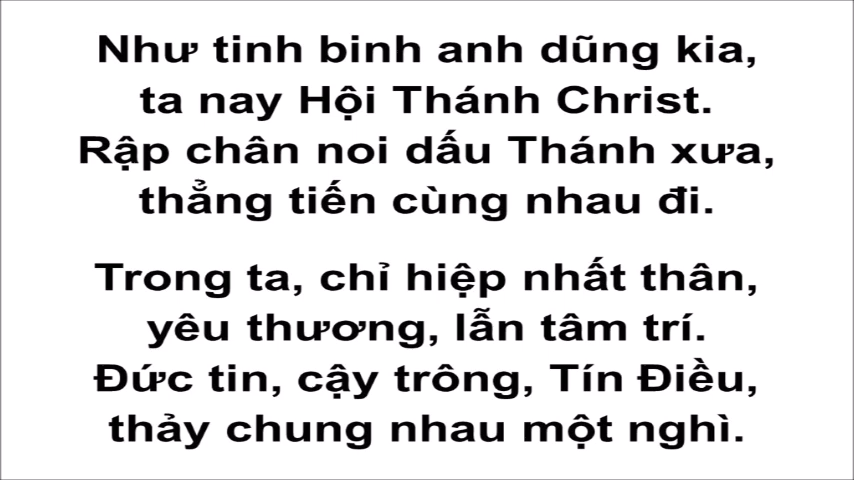 Như tinh binh anh dũng kia,
ta nay Hội Thánh Christ.
Rập chân noi dấu Thánh xưa,
thẳng tiến cùng nhau đi.
Trong ta, chỉ hiệp nhất thân,
yêu thương, lẫn tâm trí.
Đức tin, cậy trông, Tín Điều,
thảy chung nhau một nghì.